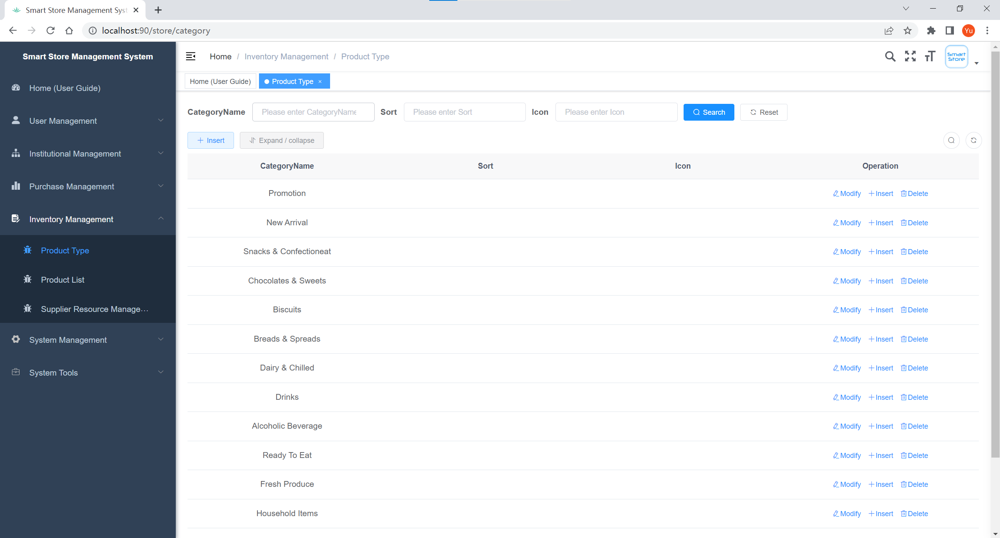 Smart Store Management Syst
localhost:90/store/category
Yu
Smart Store Management System
Home / Inventory Management / Product Type
Smart
Store
Home (User Guide)
Product Type
Home (User Guide)
User Management
Institutional Management
Purchase Management
Inventory Management
Product Type
Product List
Supplier Resource Manage...
System Management
System Tools
CategoryName Please enter CategoryName Sort Please enter Sort Icon Please enter Icon Search Reset
Insert Expand / collapse
CategoryName Sort Icon Operation
Promotion Modify Insert Delete
New Arrival Modify Insert Delete
Snacks & Confectioneat Modify Insert Delete
Chocolates & Sweets Modify Insert Delete
Biscuits Modify Insert Delete
Breads & Spreads Modify Insert Delete
Dairy & Chilled Modify Insert Delete
Drinks Modify Insert Delete
Alcoholic Beverage Modify Insert Delete
Ready To Eat Modify Insert Delete
Fresh Produce Modify Insert Delete
Household Items Modify Insert Delete